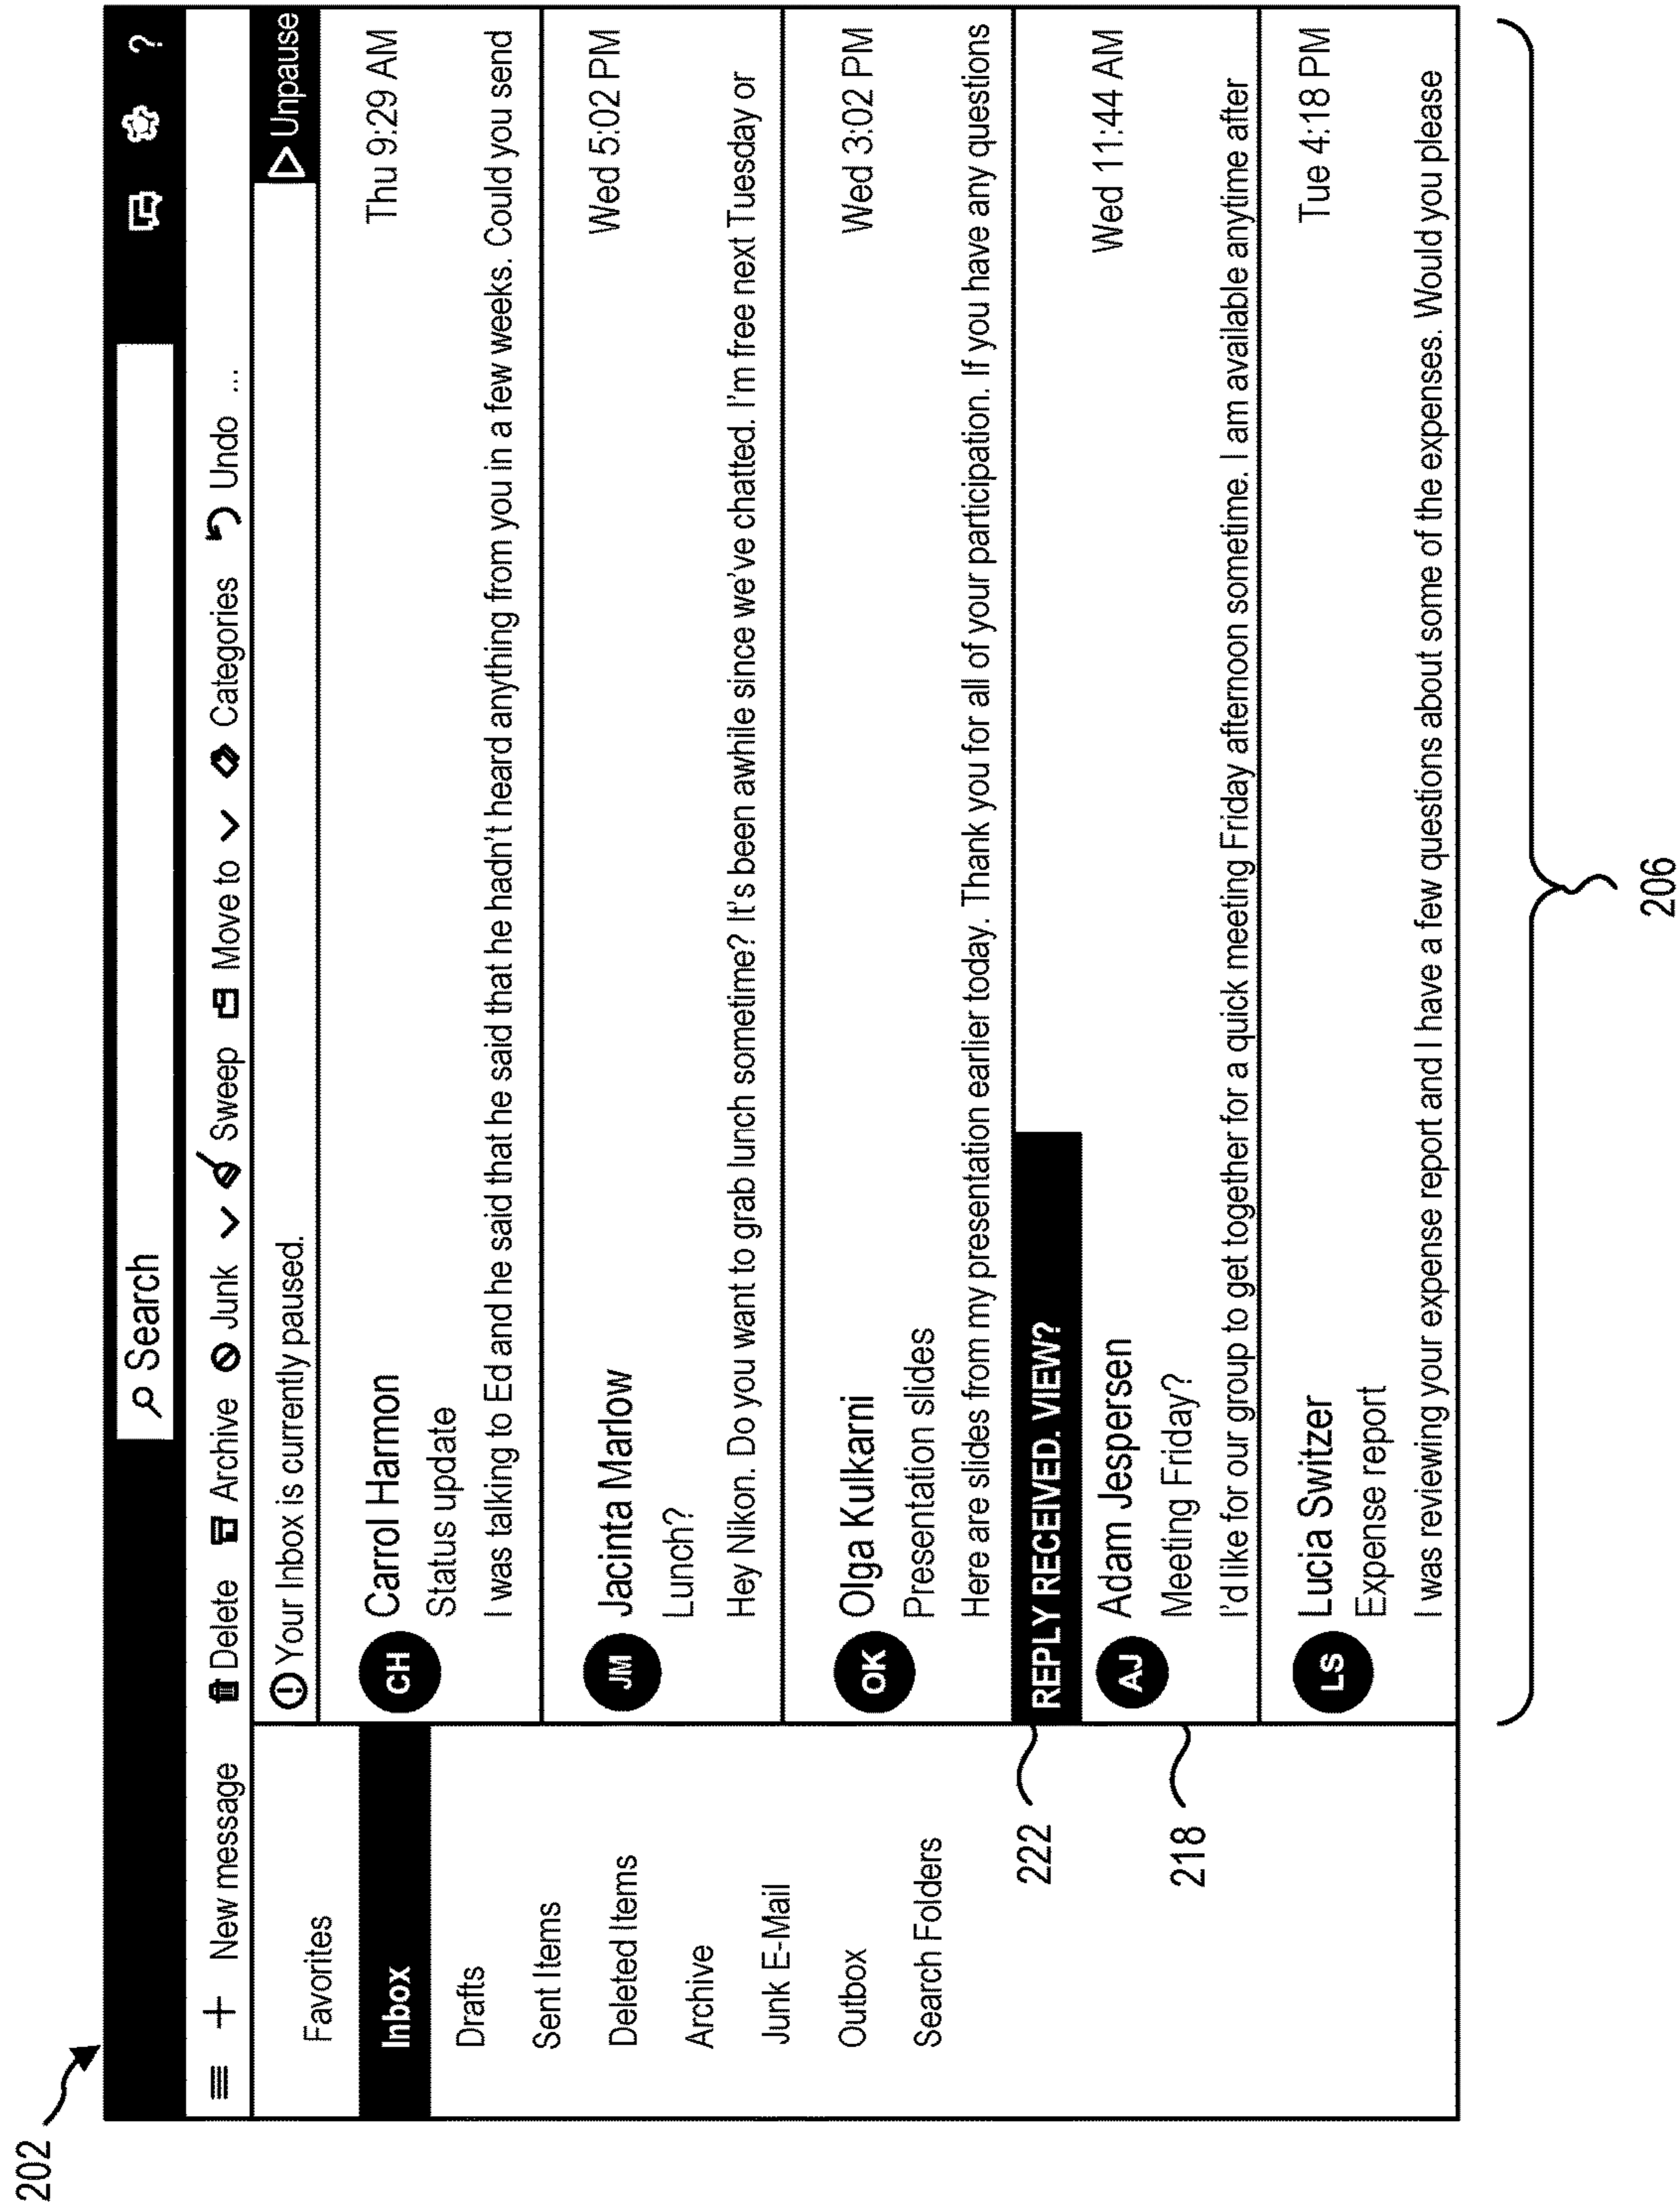 202
Search ?
New message Delete Archive Junk Sweep Move to Categories Undo ...
Your Inbox is currently paused. Unpause
Favorites
Inbox
Drafts
Sent Items
Deleted Items
Archive
Junk E-Mail
Outbox
Search Folders
CH Carrol Harmon Thu 9:29 AM
Status update
I was talking to Ed and he said that he said that he hadn't heard anything from you in a few weeks. Could you send
JM Jacinta Marlow Wed 5:02 PM
Lunch?
Hey Nikon. Do you want to grab lunch sometime? It's been awhile since we've chatted. I'm free next Tuesday or
OK Olga Kulkarni Wed 3:02 PM
Presentation slides
Here are slides from my presentation earlier today. Thank you for all of your participation. If you have any questions
222
REPLY RECEIVED. VIEW?
218
AJ Adam Jespersen Wed 11:44 AM
Meeting Friday?
I'd like for our group to get together for a quick meeting Friday afternoon sometime. I am available anytime after
LS Lucia Switzer Tue 4:18 PM
Expense report
I was reviewing your expense report and I have a few questions about some of the expenses. Would you please
206